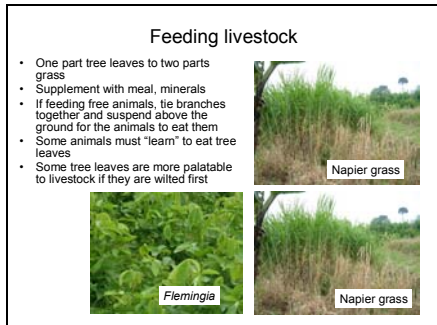 Feeding livestock
• One part tree leaves to two parts
grass
• Supplement with meal, minerals
• If feeding free animals, tie branches
together and suspend above the
ground for the animals to eat them
• Some animals must “learn” to eat tree
leaves
• Some tree leaves are more palatable
to livestock if they are wilted first
Napier grass
Flemingia
Napier grass